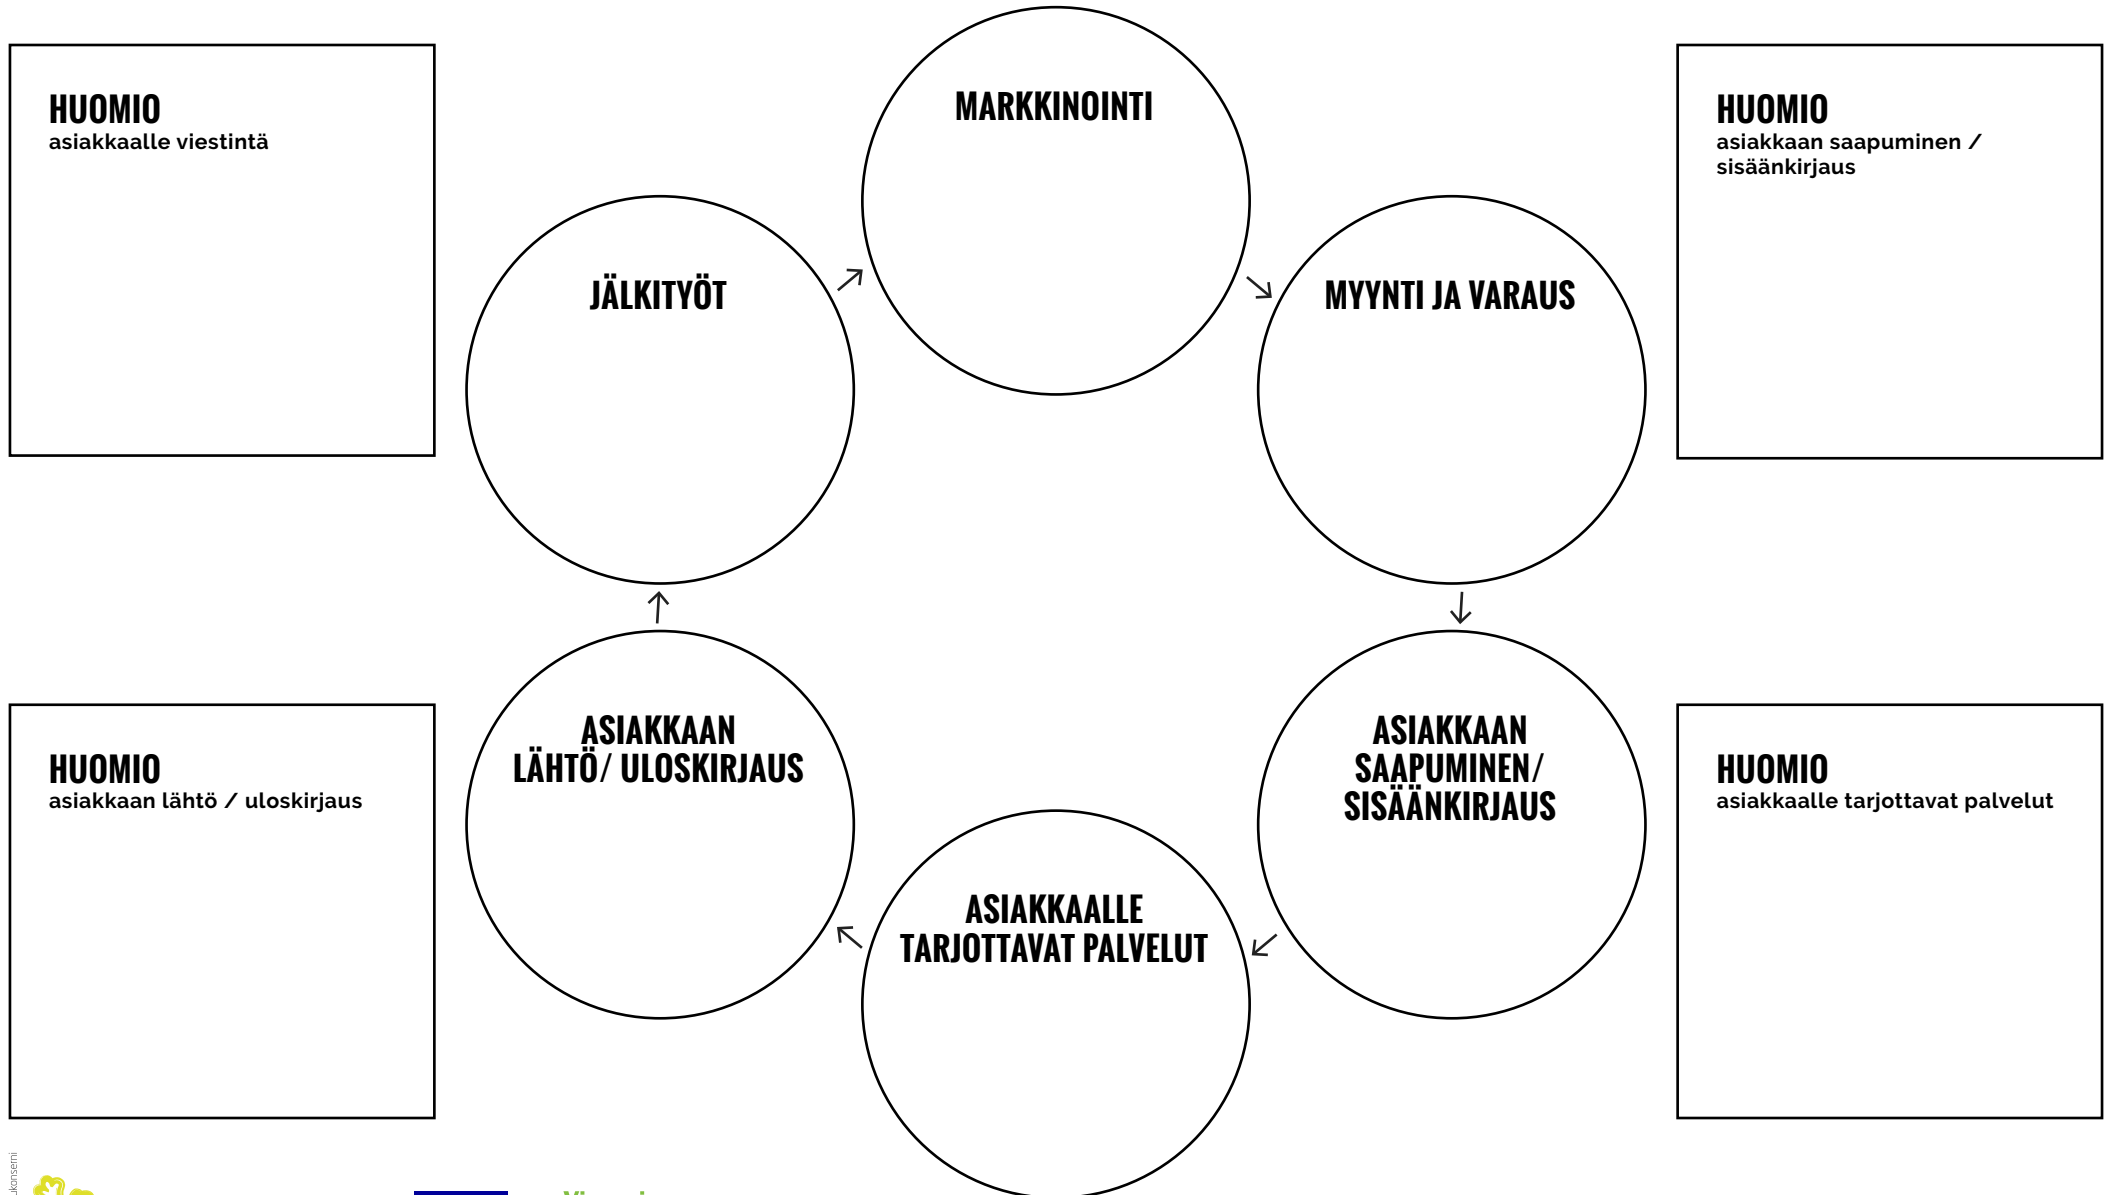 HUOMIO
asiakkaalle viestintä
MARKKINOINTI
HUOMIO
asiakkaan saapuminen /
sisäänkirjaus
JÄLKITYÖT
MYYNTI JA VARAUS
ASIAKKAAN
LÄHTÖ/ ULOSKIRJAUS
ASIAKKAAN
SAAPUMINEN/
SISÄÄNKIRJAUS
HUOMIO
asiakkaan lähtö / uloskirjaus
HUOMIO
asiakkaalle tarjottavat palvelut
ASIAKKAALLE
TARJOTTAVAT PALVELUT